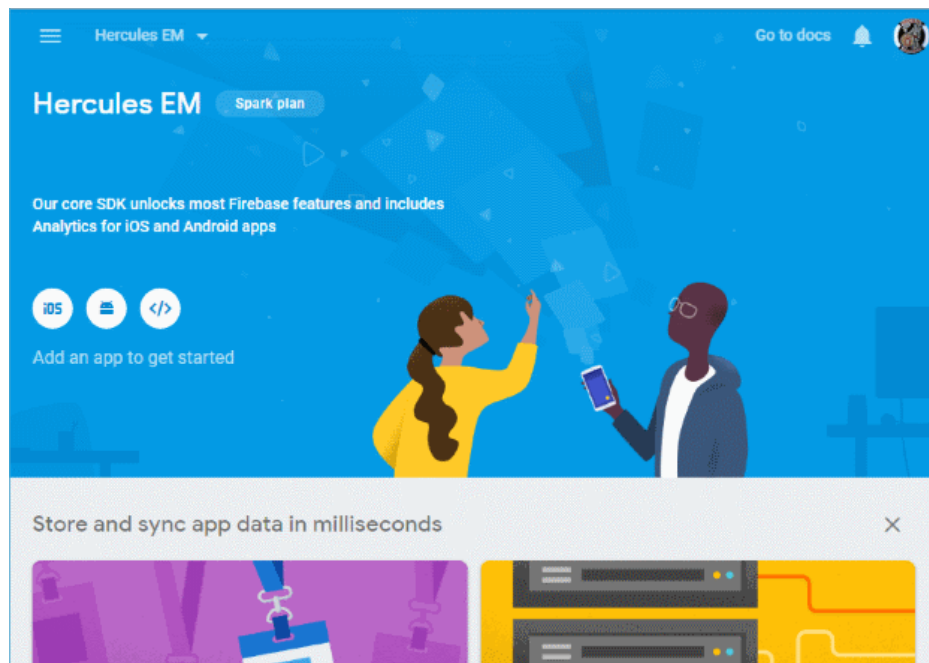 Hercules EM
Go to docs
Hercules EM
Spark plan
Our core SDK unlocks most Firebase features and includes
Analytics for iOS and Android apps
iOS
</>
Add an app to get started
Store and sync app data in milliseconds